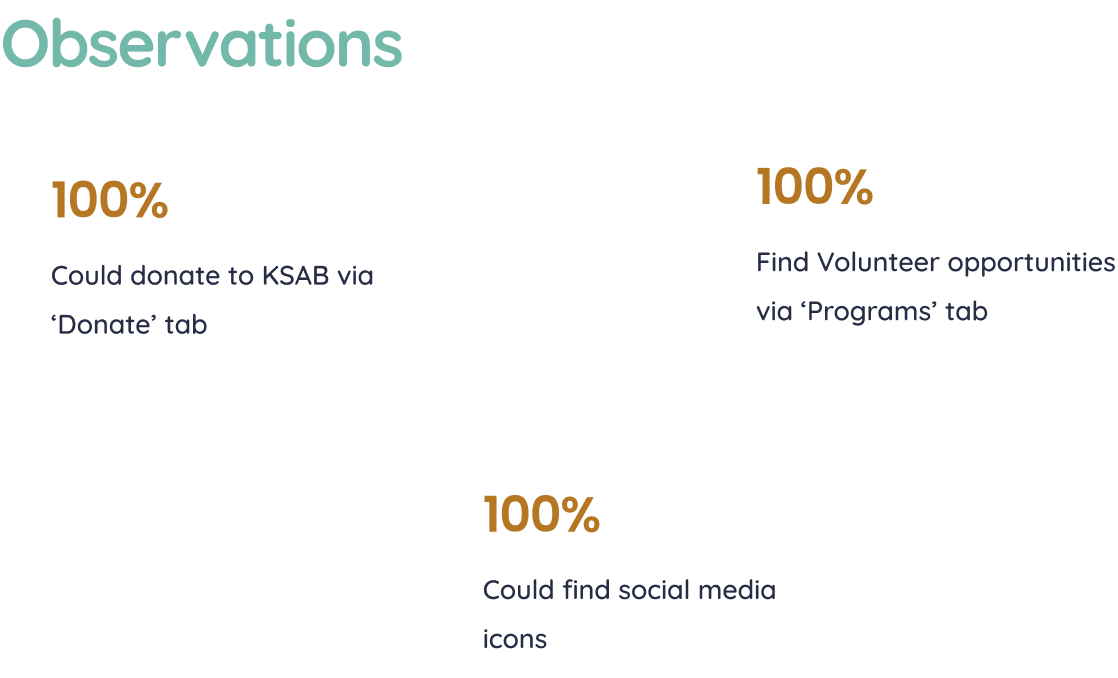 Observations
100%
Could donate to KSAB via
‘Donate’ tab
100%
Find Volunteer opportunities
via ‘Programs’ tab
100%
Could find social media
icons